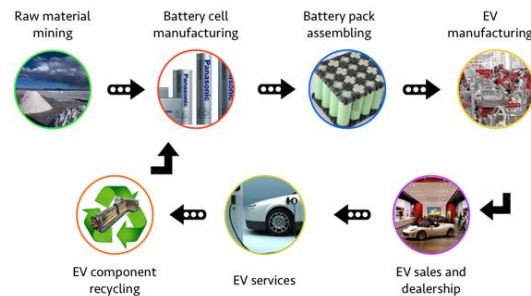 Raw material
mining
Battery cell
manufacturing
Battery pack
assembling
EV
manufacturing
Panasonic
Panasonic
EV component
recycling
EV services
EV sales and
dealership